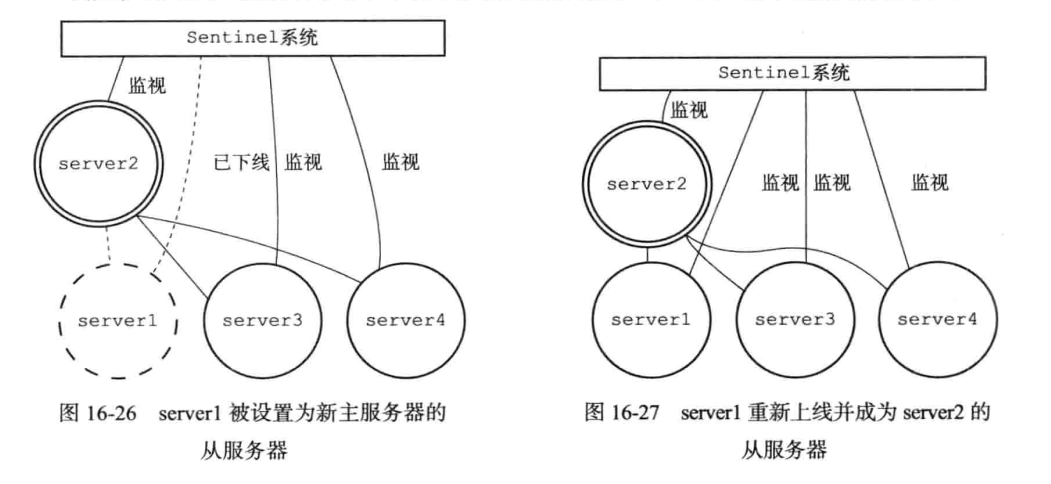 Sentinel系统
监视
server2
已下线
监视
监视
server1
server3
server4
图 16-26 server1 被设置为新主服务器的
从服务器
Sentinel系统
监视
server2
监视
监视
监视
server1
server3
server4
图 16-27 server1 重新上线并成为 server2 的
从服务器